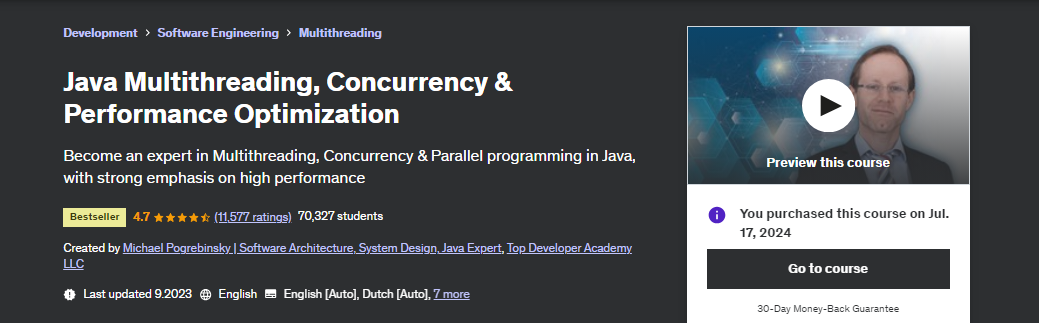 Development > Software Engineering > Multithreading
Java Multithreading, Concurrency &
Performance Optimization
Become an expert in Multithreading, Concurrency & Parallel programming in Java,
with strong emphasis on high performance
Bestseller 4.7 (11,577 ratings) 70,327 students
Created by Michael Pogrebinsky | Software Architecture, System Design, Java Expert, Top Developer Academy
LLC
Last updated 9.2023 English English [Auto], Dutch [Auto], 7 more
Preview this course
You purchased this course on Jul.
17, 2024
Go to course
30-Day Money-Back Guarantee